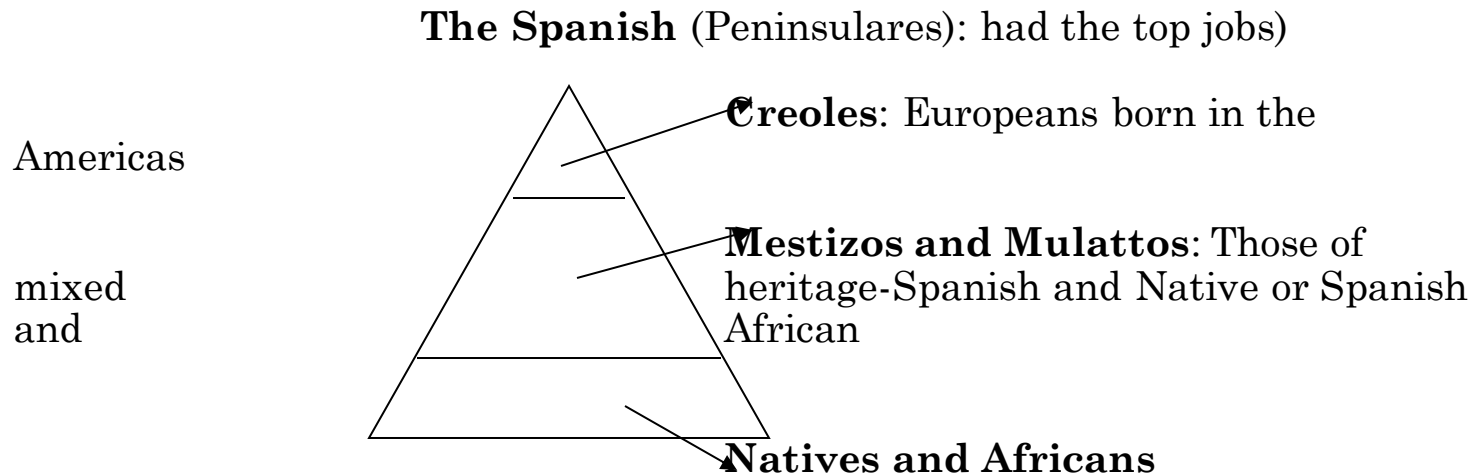 The Spanish (Peninsulares): had the top jobs)
Creoles: Europeans born in the
Americas
Mestizos and Mulattos: Those of
mixed heritage-Spanish and Native or Spanish
and African
Natives and Africans